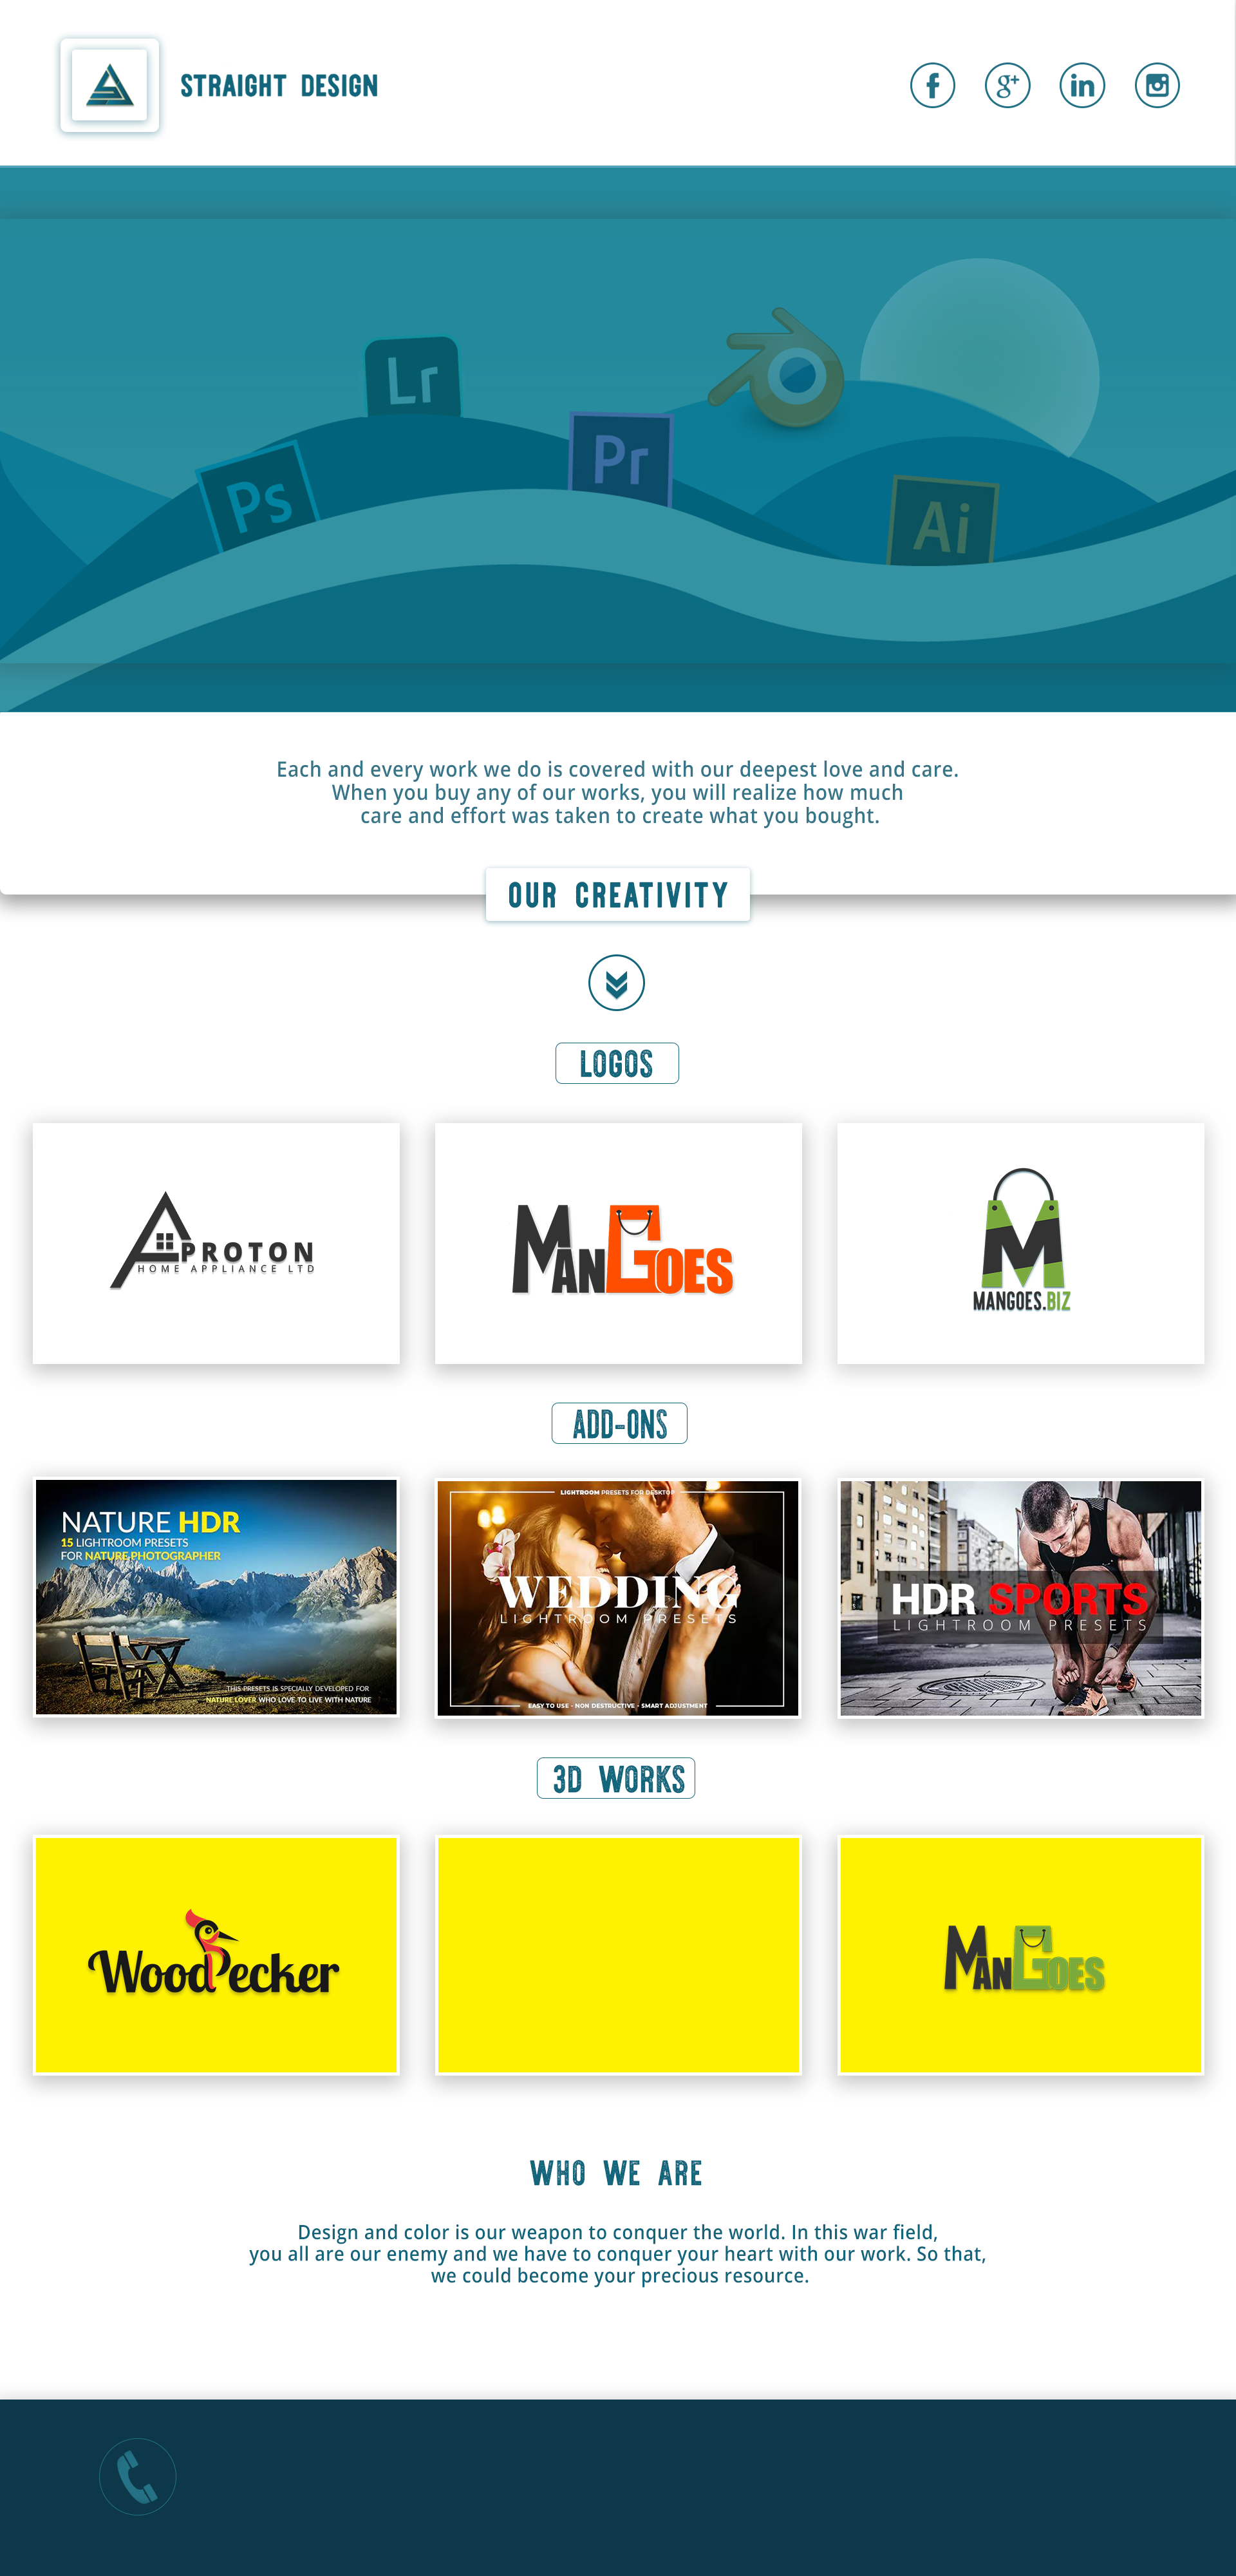 STRAIGHT DESIGN
f
g+
in
Lr
Pr
Ps
Ai
Each and every work we do is covered with our deepest love and care.
When you buy any of our works, you will realize how much
care and effort was taken to create what you bought.
OUR CREATIVITY
LOGOS
PROTON
HOME APPLIANCE LTD
MANGOES
M
MANGOES.BIZ
ADD-ONS
NATURE HDR
15 LIGHTROOM PRESETS
FOR NATURE PHOTOGRAPHER
THIS PRESETS IS SPECIALLY DEVELOPED FOR
NATURE LOVER WHO LOVE TO LIVE WITH NATURE
LIGHTROOM PRESETS FOR DESKTOP
WEDDING
LIGHTROOM PRESETS
EASY TO USE - NON DESTRUCTIVE - SMART ADJUSTMENT
HDR SPORTS
LIGHTROOM PRESETS
3D WORKS
WoodPecker
MANGOES
WHO WE ARE
Design and color is our weapon to conquer the world. In this war field,
you all are our enemy and we have to conquer your heart with our work. So that,
we could become your precious resource.